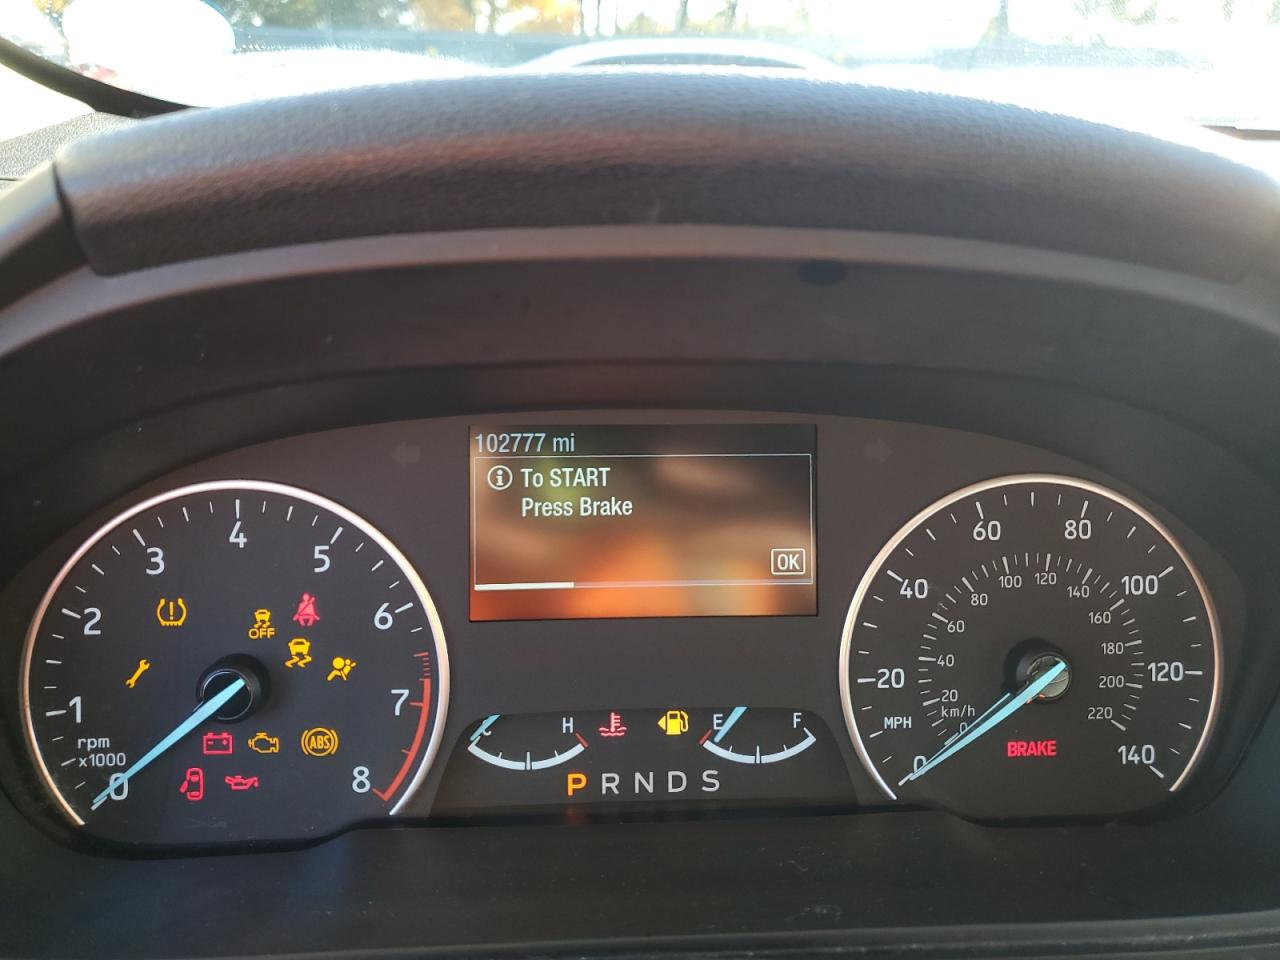 102777 mi
i To START
Press Brake
OK
0 1 2 3 4 5 6 7 8
rpm
x1000
OFF
ABS
C H
E F
P R N D S
0 20 40 60 80 100 120 140
MPH
0 20 40 60 80 100 120 140 160 180 200 220
km/h
BRAKE